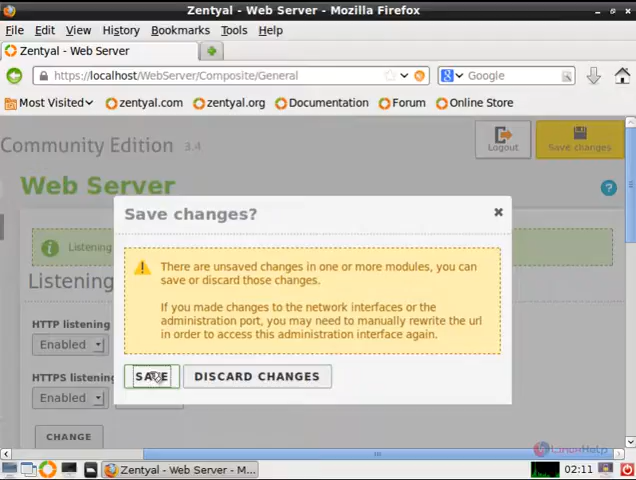 Zentyal - Web Server - Mozilla Firefox
File Edit View History Bookmarks Tools Help
Zentyal - Web Server
https://localhost/WebServer/Composite/General
Google
Most Visited
zentyal.com
zentyal.org
Documentation
Forum
Online Store
Community Edition 3.4
Logout
Save changes
Web Server
?
Save changes?
i
Listening
There are unsaved changes in one or more modules, you can
save or discard those changes.
If you made changes to the network interfaces or the
administration port, you may need to manually rewrite the url
in order to access this administration interface again.
Listening
HTTP listening
Enabled
SAVE
DISCARD CHANGES
HTTPS listening
Enabled
CHANGE
LinuxHelp
Zentyal - Web Server - M...
02:11